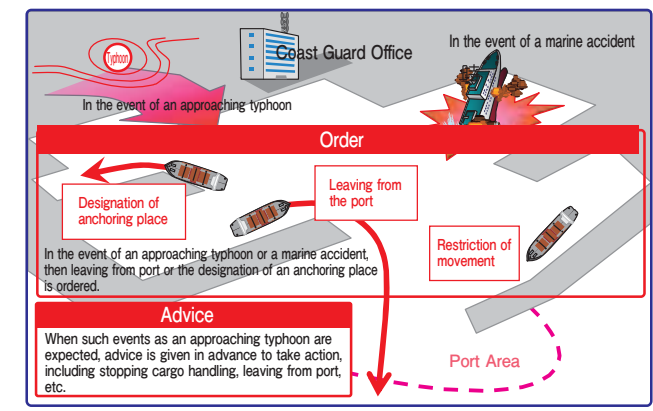 Typhoon
Coast Guard Office
In the event of a marine accident
In the event of an approaching typhoon
Order
Designation of
anchoring place
Leaving from
the port
Restriction of
movement
In the event of an approaching typhoon or a marine accident,
then leaving from port or the designation of an anchoring place
is ordered.
Advice
When such events as an approaching typhoon are
expected, advice is given in advance to take action,
including stopping cargo handling, leaving from port,
etc.
Port Area